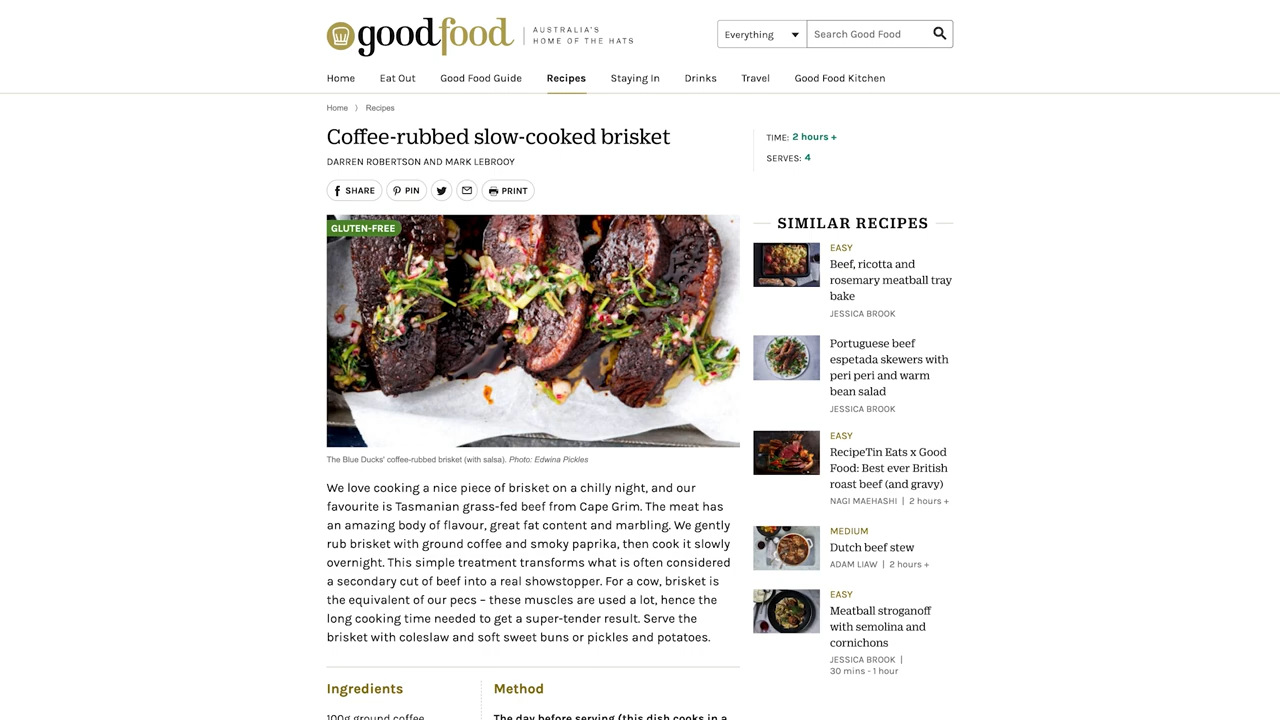 goodfood
AUSTRALIA'S
HOME OF THE HATS
Everything
Search Good Food
Home
Eat Out
Good Food Guide
Recipes
Staying In
Drinks
Travel
Good Food Kitchen
Home 〉 Recipes
Coffee-rubbed slow-cooked brisket
DARREN ROBERTSON AND MARK LEBROOY
SHARE
PIN
PRINT
TIME: 2 hours +
SERVES: 4
GLUTEN-FREE
The Blue Ducks' coffee-rubbed brisket (with salsa). Photo: Edwina Pickles
We love cooking a nice piece of brisket on a chilly night, and our
favourite is Tasmanian grass-fed beef from Cape Grim. The meat has
an amazing body of flavour, great fat content and marbling. We gently
rub brisket with ground coffee and smoky paprika, then cook it slowly
overnight. This simple treatment transforms what is often considered
a secondary cut of beef into a real showstopper. For a cow, brisket is
the equivalent of our pecs – these muscles are used a lot, hence the
long cooking time needed to get a super-tender result. Serve the
brisket with coleslaw and soft sweet buns or pickles and potatoes.
Ingredients
100g ground coffee
Method
The day before serving (this dish cooks in a
SIMILAR RECIPES
EASY
Beef, ricotta and
rosemary meatball tray
bake
JESSICA BROOK
Portuguese beef
espetada skewers with
peri peri and warm
bean salad
JESSICA BROOK
EASY
RecipeTin Eats x Good
Food: Best ever British
roast beef (and gravy)
NAGI MAEHASHI | 2 hours +
MEDIUM
Dutch beef stew
ADAM LIAW | 2 hours +
EASY
Meatball stroganoff
with semolina and
cornichons
JESSICA BROOK |
30 mins - 1 hour